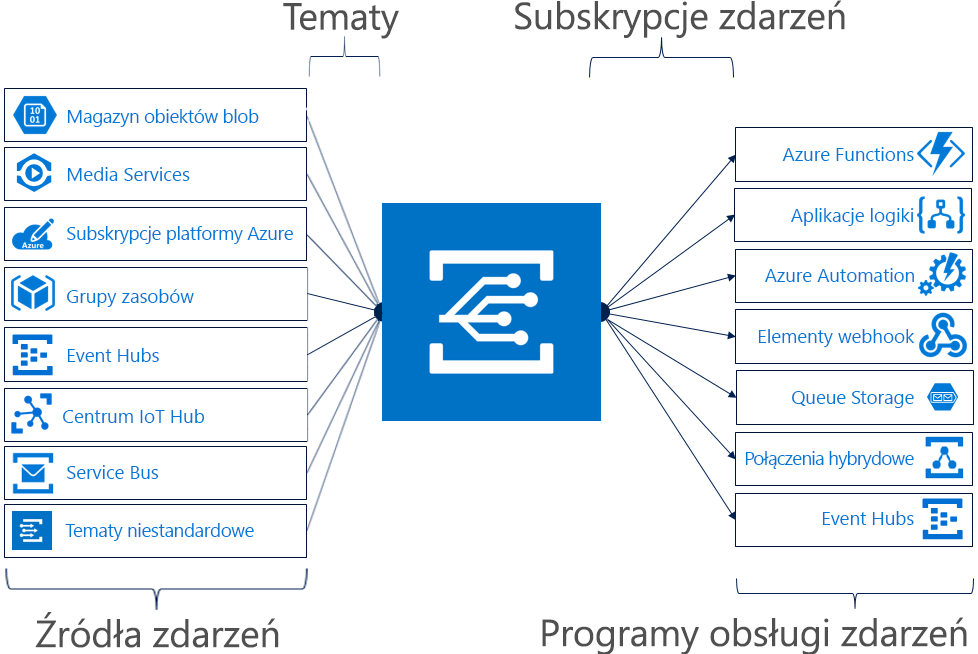 Tematy
Subskrypcje zdarzeń
10
01
Magazyn obiektów blob
Media Services
Azure
Subskrypcje platformy Azure
Grupy zasobów
Event Hubs
Centrum IoT Hub
Service Bus
Tematy niestandardowe
Źródła zdarzeń
Azure Functions
Aplikacje logiki
Azure Automation
Elementy webhook
Queue Storage
Połączenia hybrydowe
Event Hubs
Programy obsługi zdarzeń